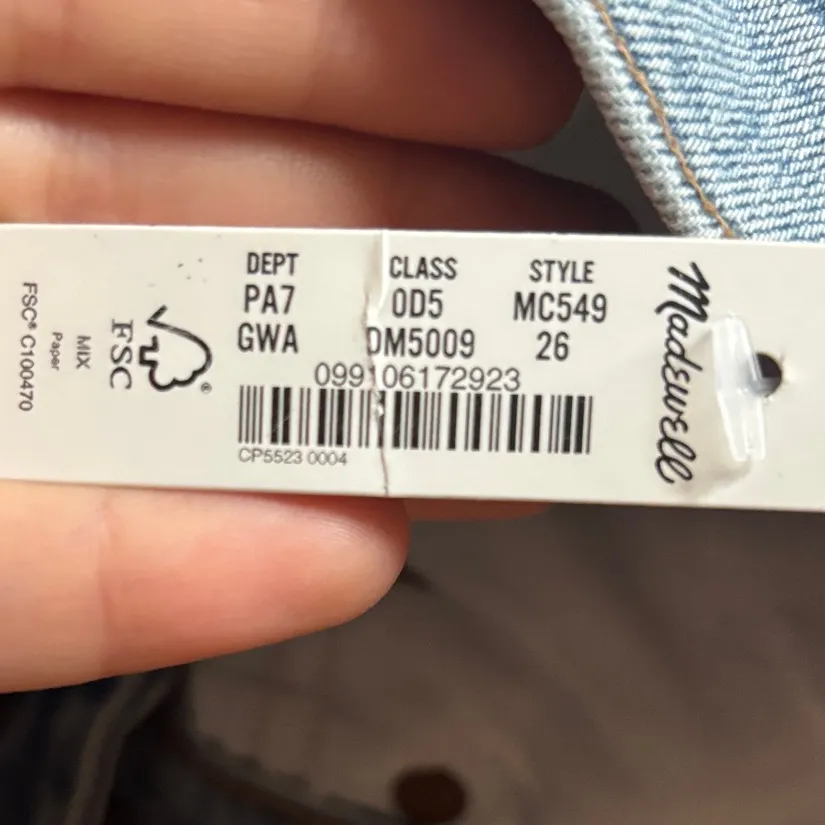 DEPT CLASS STYLE
PA7 0D5 MC549
GWA DM5009 26
099106172923
CP5523 0004
Madewell
FSC
®
MIX
Paper
FSC® C100470